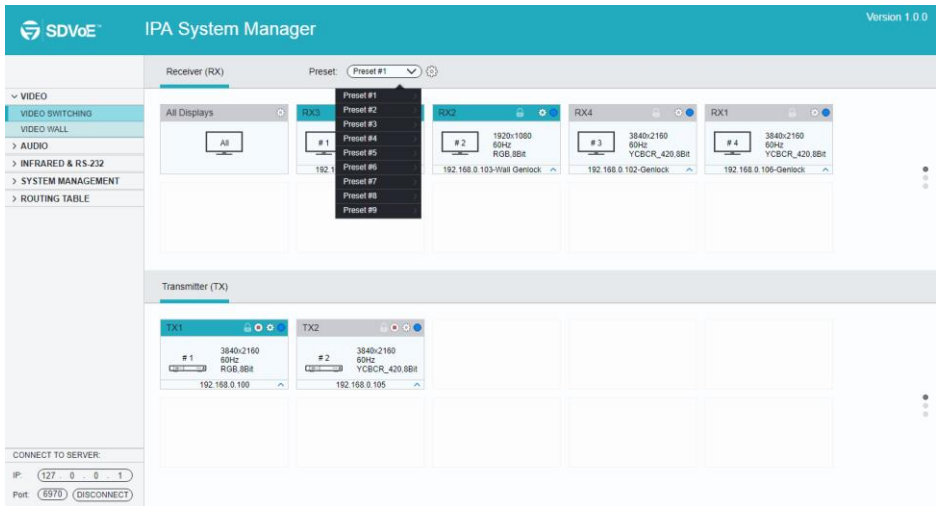 SDVoE™
IPA System Manager
Version 1.0.0
Receiver (RX)
Preset: Preset #1
Preset #1
Preset #2
Preset #3
Preset #4
Preset #5
Preset #6
Preset #7
Preset #8
Preset #9
VIDEO
VIDEO SWITCHING
VIDEO WALL
AUDIO
INFRARED & RS-232
SYSTEM MANAGEMENT
ROUTING TABLE
All Displays
All
RX3
# 1
192.1
RX2
# 2
1920x1080
60Hz
RGB,8Bit
192.168.0.103-Wall Genlock
RX4
# 3
3840x2160
60Hz
YCBCR_420,8Bit
192.168.0.102-Genlock
RX1
# 4
3840x2160
60Hz
YCBCR_420,8Bit
192.168.0.106-Genlock
Transmitter (TX)
TX1
# 1
3840x2160
60Hz
RGB,8Bit
192.168.0.100
TX2
# 2
3840x2160
60Hz
YCBCR_420,8Bit
192.168.0.105
CONNECT TO SERVER:
IP: 127 . 0 . 0 . 1
Port: 6970 DISCONNECT